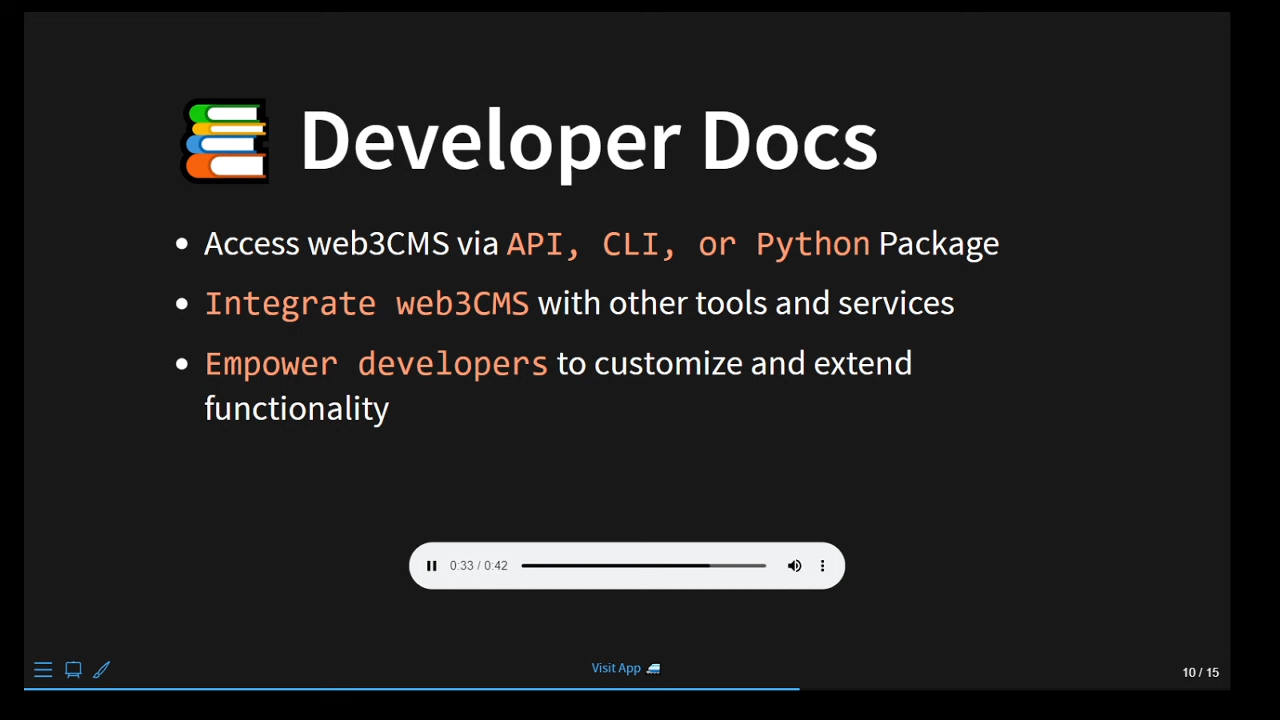 Developer Docs
Access web3CMS via API, CLI, or Python Package
Integrate web3CMS with other tools and services
Empower developers to customize and extend
functionality
0:33 / 0:42
Visit App
10 / 15